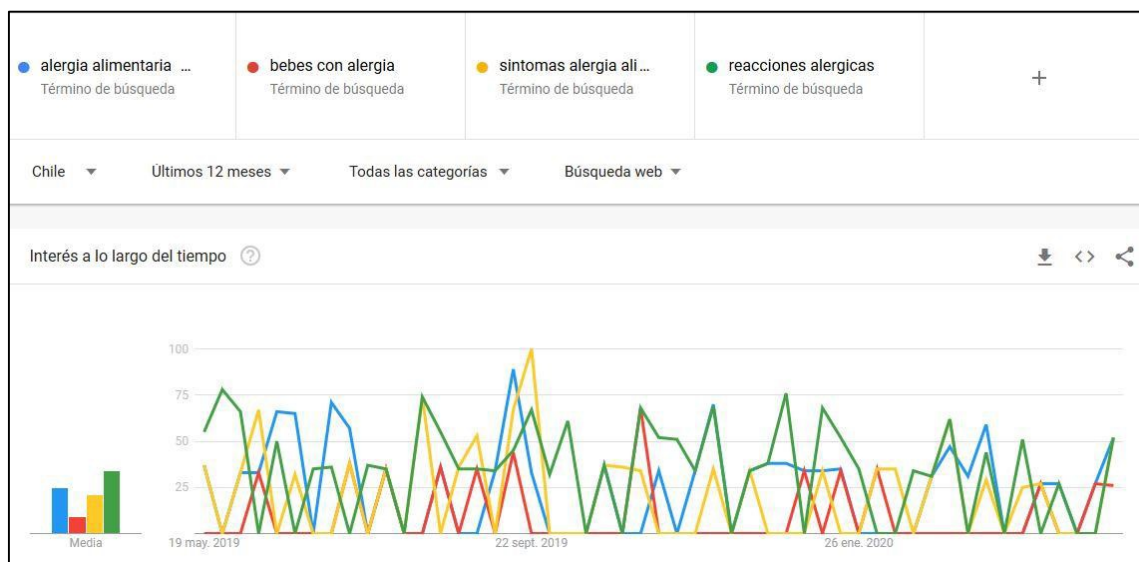 alergia alimentaria ...
Término de búsqueda
bebes con alergia
Término de búsqueda
sintomas alergia ali...
Término de búsqueda
reacciones alergicas
Término de búsqueda
+
Chile
Últimos 12 meses
Todas las categorías
Búsqueda web
Interés a lo largo del tiempo
?
100
75
50
25
Media
19 may. 2019
22 sept. 2019
26 ene. 2020